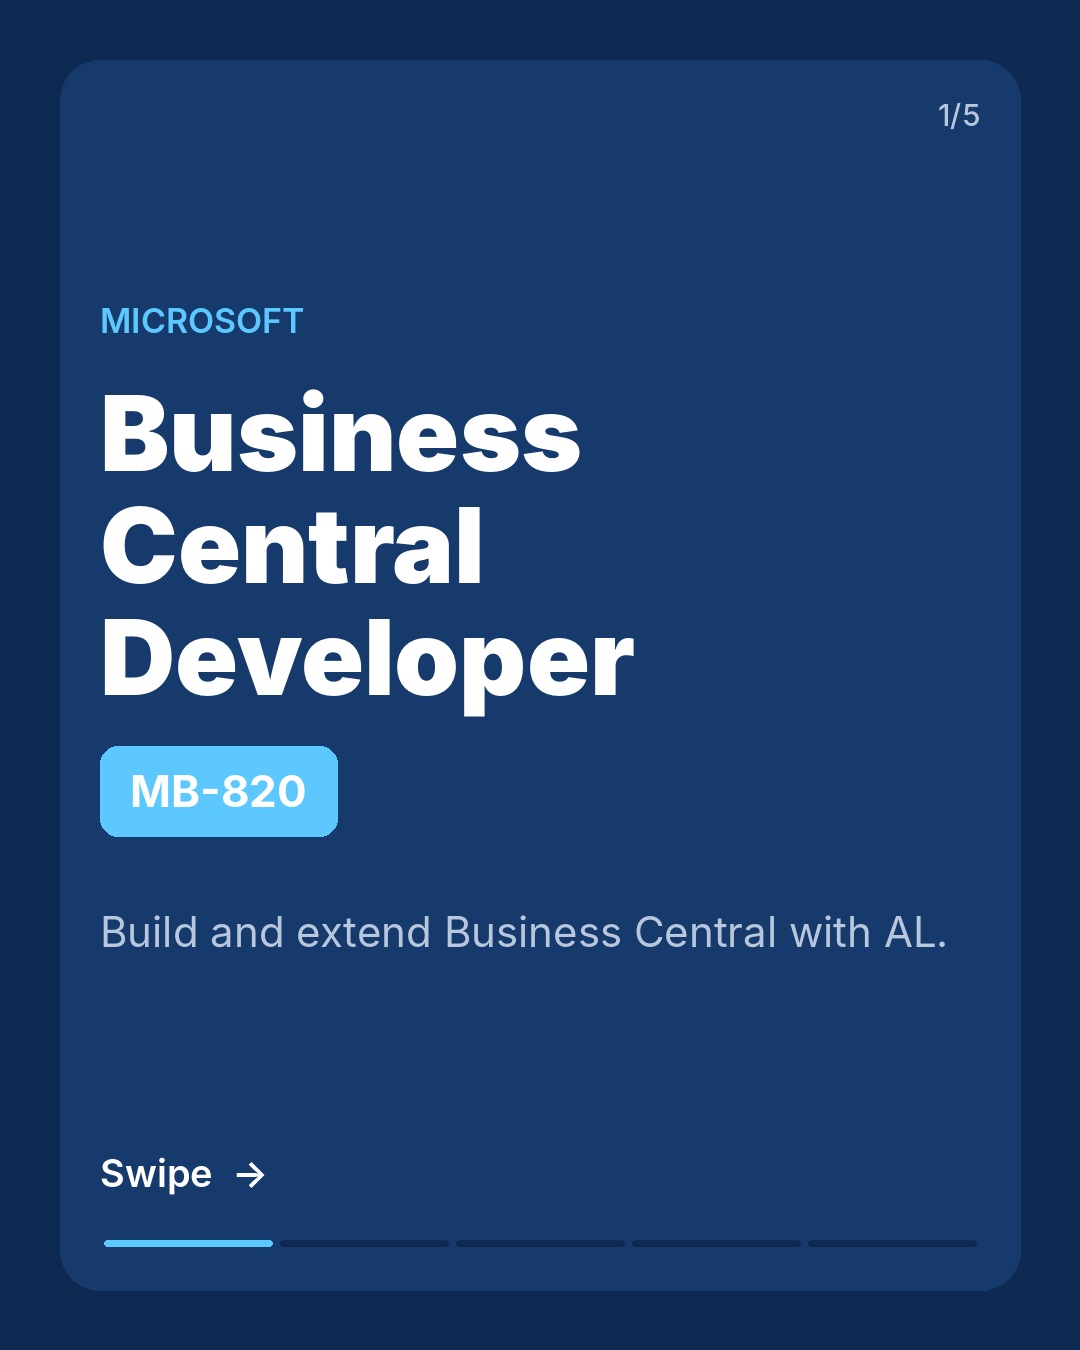 1/5
MICROSOFT
Business
Central
Developer
MB-820
Build and extend Business Central with AL.
Swipe →